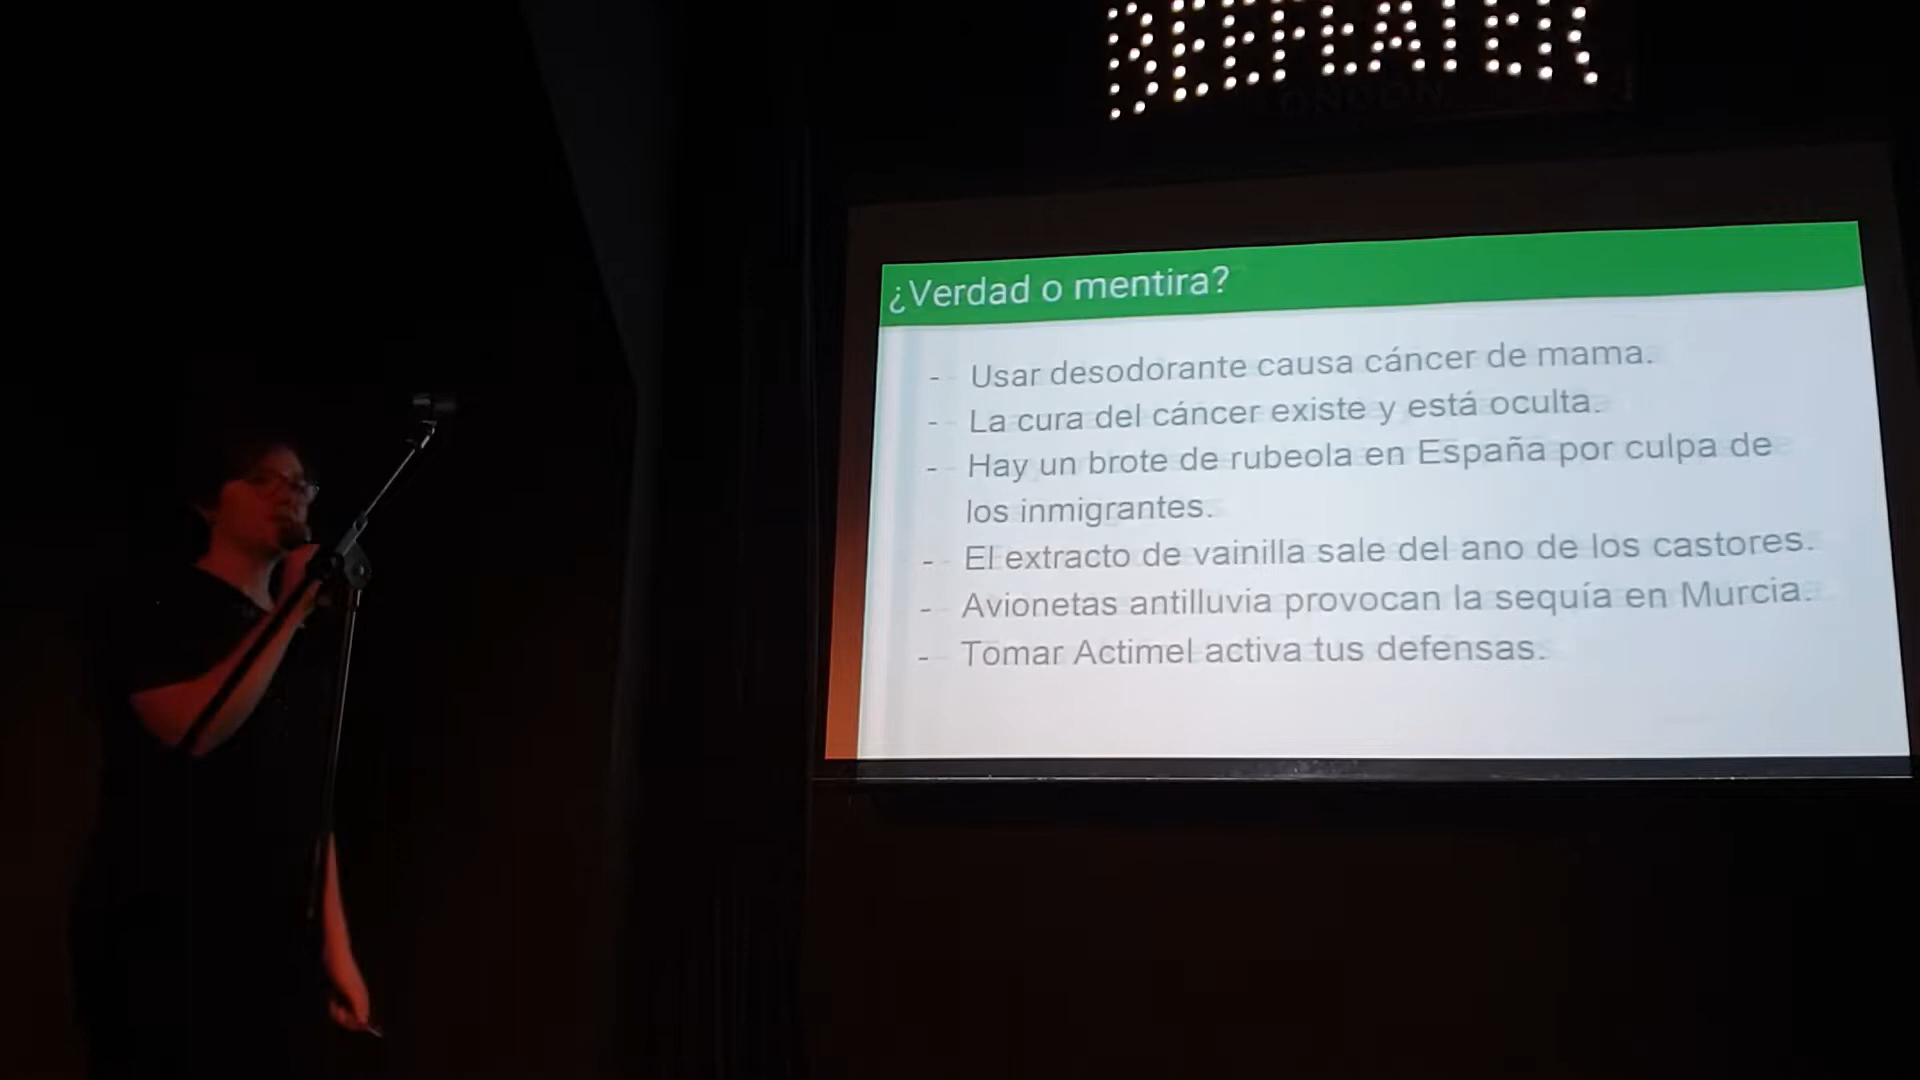 BEEFEATER
LONDON
¿Verdad o mentira?
- Usar desodorante causa cáncer de mama.
- La cura del cáncer existe y está oculta.
- Hay un brote de rubeola en España por culpa de
los inmigrantes.
- El extracto de vainilla sale del ano de los castores.
- Avionetas antilluvia provocan la sequía en Murcia.
- Tomar Actimel activa tus defensas.